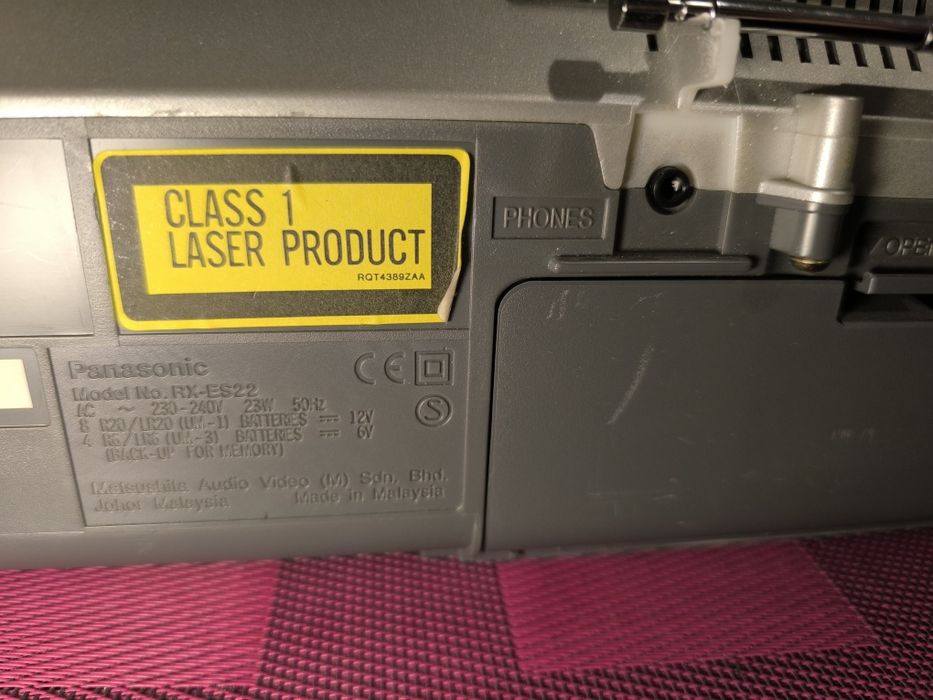 CLASS 1
LASER PRODUCT
RQT4389ZAA
PHONES
Panasonic
CE
Model No. RX-ES22
AC ~ 230-240V 23W 50Hz
8 R20/LR20 (UM-1) BATTERIES ⎓ 12V
4 R6/LR6 (UM-3) BATTERIES ⎓ 6V
(BACK-UP FOR MEMORY)
S
Matsushita Audio Video (M) Sdn. Bhd.
Johor Malaysia Made in Malaysia